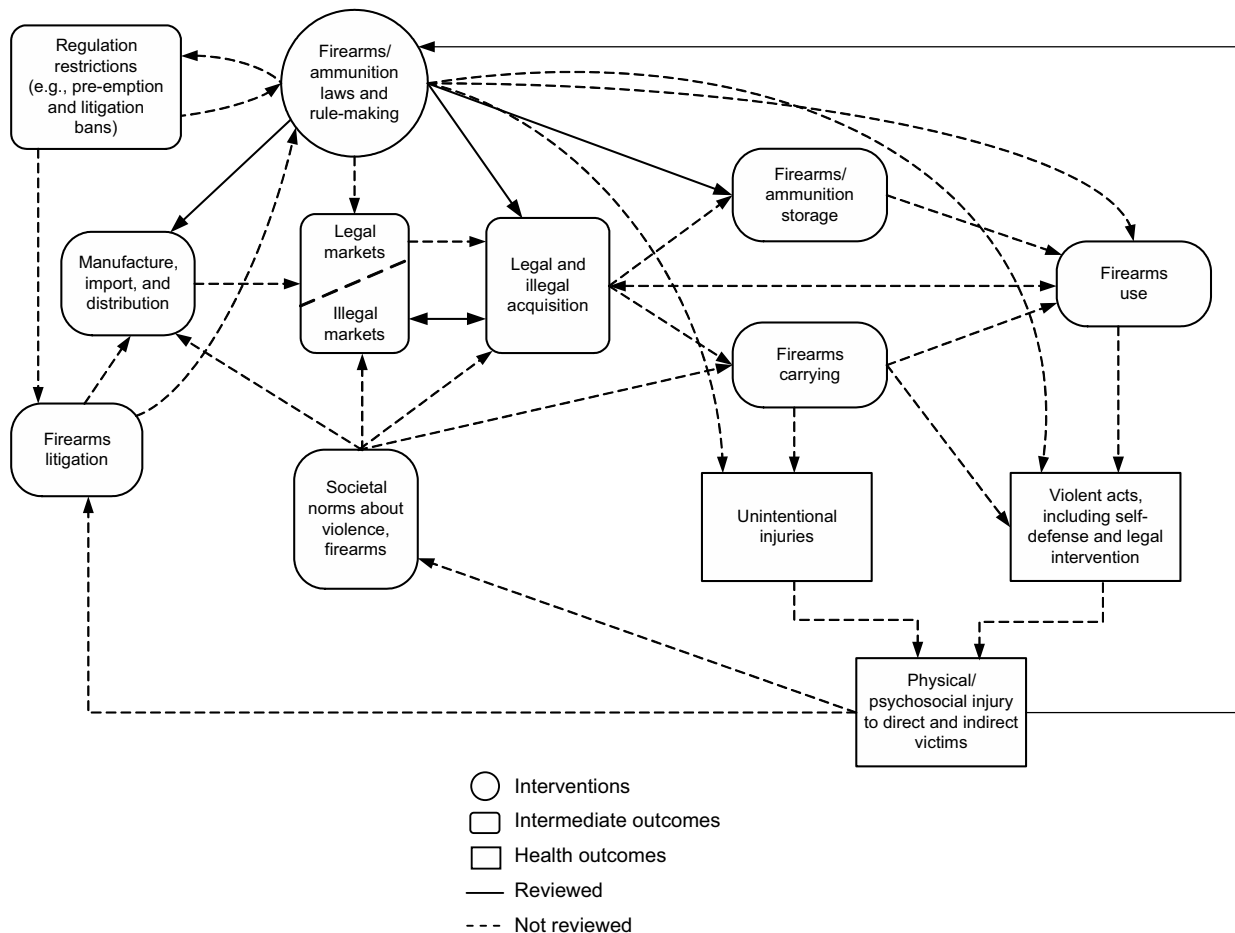 Regulation
restrictions
(e.g., pre-emption
and litigation
bans)
Firearms/
ammunition
laws and
rule-making
Firearms/
ammunition
storage
Manufacture,
import, and
distribution
Legal
markets
Illegal
markets
Legal and
illegal
acquisition
Firearms
use
Firearms
carrying
Firearms
litigation
Societal
norms about
violence,
firearms
Unintentional
injuries
Violent acts,
including self-
defense and legal
intervention
Physical/
psychosocial injury
to direct and indirect
victims
Interventions
Intermediate outcomes
Health outcomes
Reviewed
Not reviewed